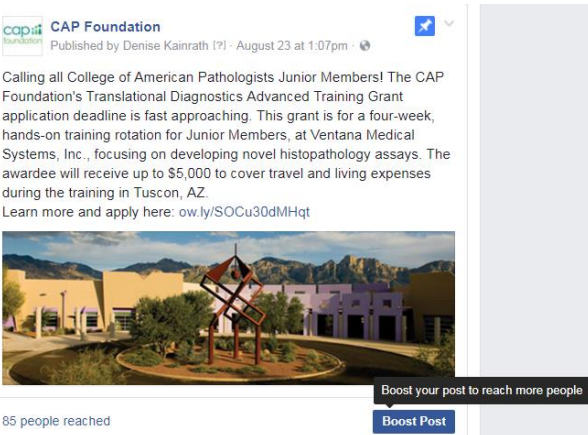 cap
foundation
CAP Foundation
Published by Denise Kainrath [?] · August 23 at 1:07pm ·
Calling all College of American Pathologists Junior Members! The CAP
Foundation's Translational Diagnostics Advanced Training Grant
application deadline is fast approaching. This grant is for a four-week,
hands-on training rotation for Junior Members, at Ventana Medical
Systems, Inc., focusing on developing novel histopathology assays. The
awardee will receive up to $5,000 to cover travel and living expenses
during the training in Tuscon, AZ.
Learn more and apply here: ow.ly/SOCu30dMHqt
Boost your post to reach more people
85 people reached
Boost Post